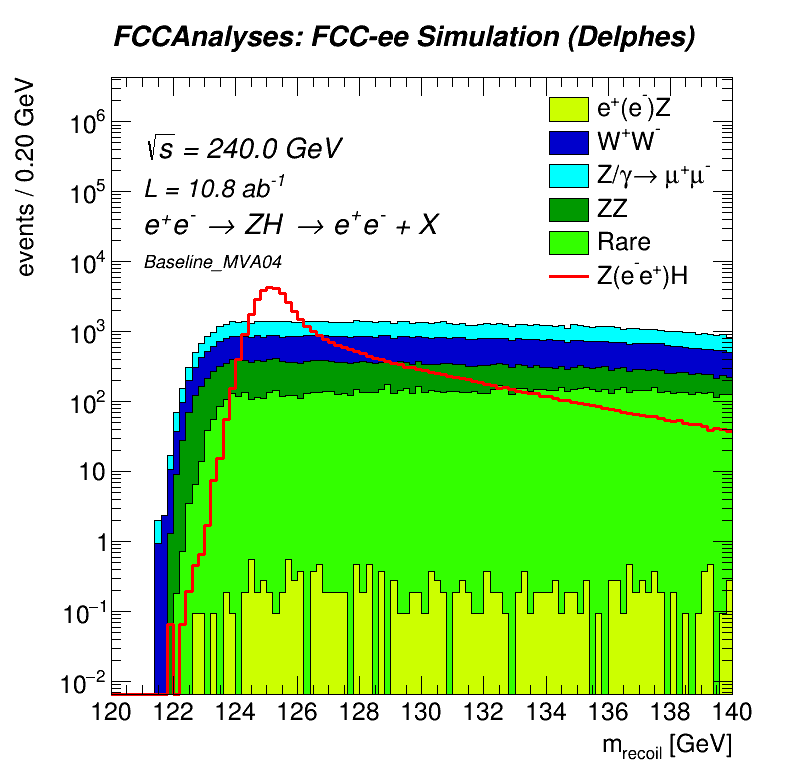 FCCAnalyses: FCC-ee Simulation (Delphes)
events / 0.20 GeV
10⁶
10⁵
10⁴
10³
10²
10
1
10⁻¹
10⁻²
√s = 240.0 GeV
L = 10.8 ab⁻¹
e⁺e⁻ → ZH → e⁺e⁻ + X
Baseline_MVA04
e⁺(e⁻)Z
W⁺W⁻
Z/γ→ μ⁺μ⁻
ZZ
Rare
Z(e⁻e⁺)H
120 122 124 126 128 130 132 134 136 138 140
m_recoil [GeV]